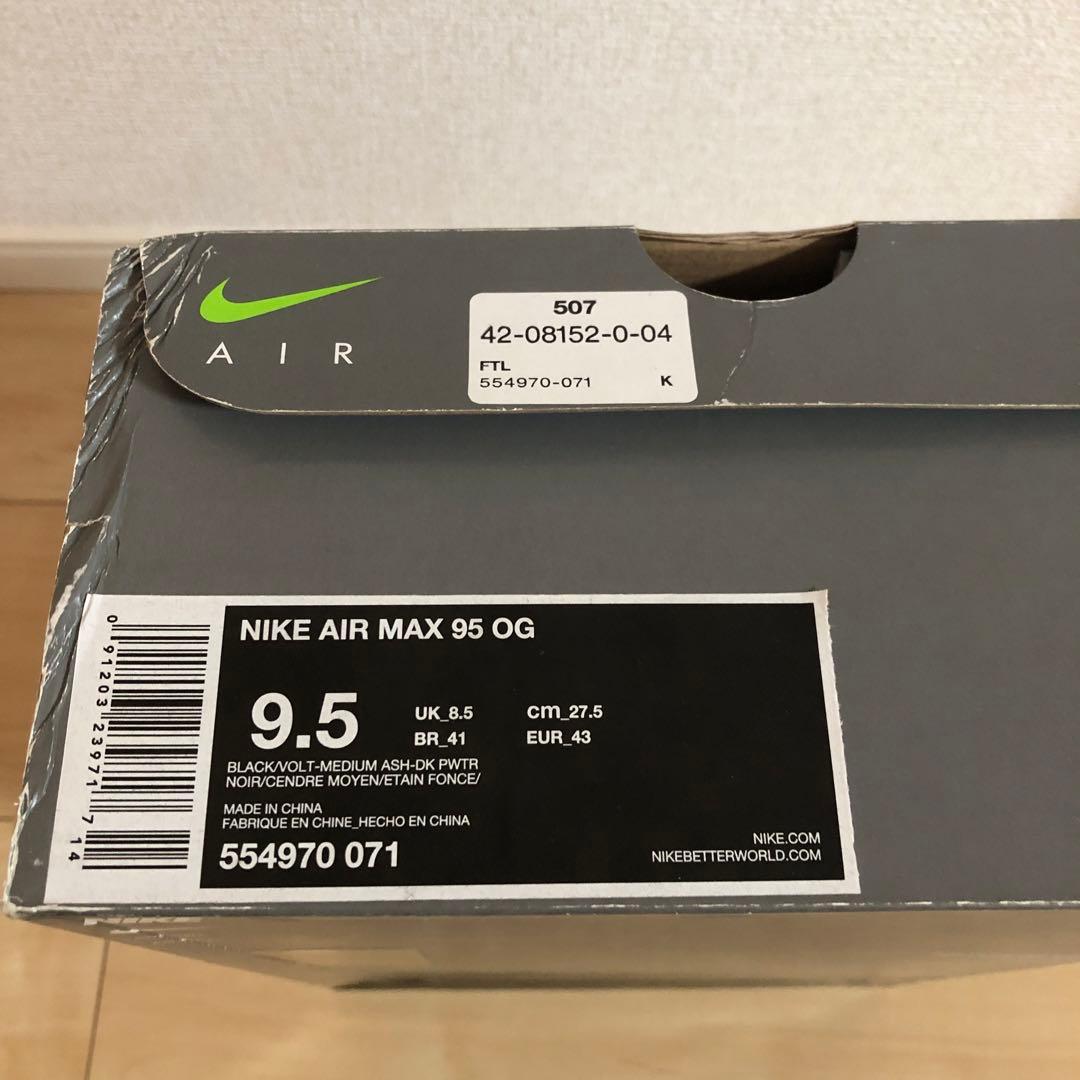 AIR
507
42-08152-0-04
FTL
554970-071 K
NIKE AIR MAX 95 OG
9.5
UK_8.5 cm_27.5
BR_41 EUR_43
BLACK/VOLT-MEDIUM ASH-DK PWTR
NOIR/CENDRE MOYEN/ETAIN FONCE/
MADE IN CHINA
FABRIQUE EN CHINE_HECHO EN CHINA
554970 071
NIKE.COM
NIKEBETTERWORLD.COM
0 91203 23971 7 14